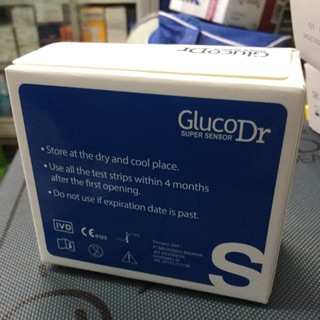 GlucoDr
GlucoDr
SUPER SENSOR
• Store at the dry and cool place.
• Use all the test strips within 4 months
after the first opening.
• Do not use if expiration date is past.
IVD
CE 0123
S